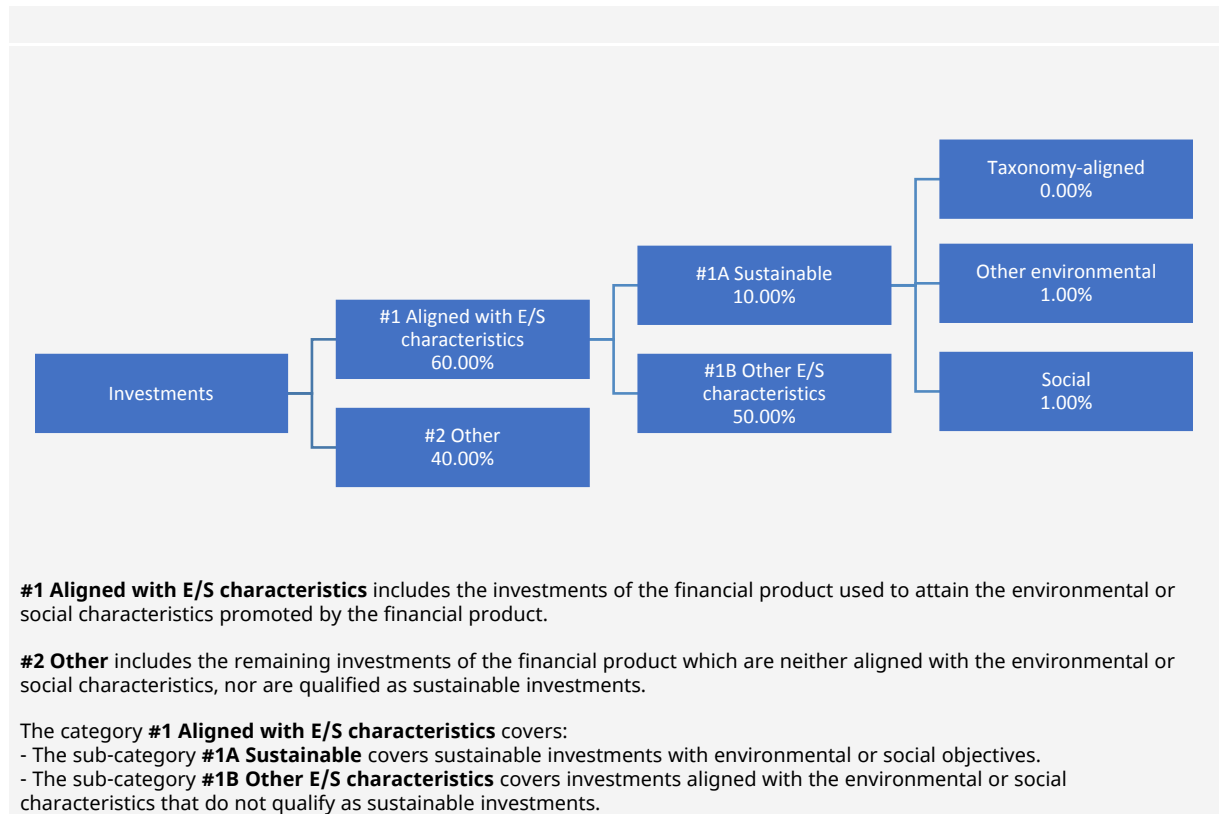 Taxonomy-aligned
0.00%
#1A Sustainable
10.00%
Other environmental
1.00%
#1 Aligned with E/S
characteristics
60.00%
Investments
#1B Other E/S
characteristics
50.00%
Social
1.00%
#2 Other
40.00%
#1 Aligned with E/S characteristics includes the investments of the financial product used to attain the environmental or
social characteristics promoted by the financial product.
#2 Other includes the remaining investments of the financial product which are neither aligned with the environmental or
social characteristics, nor are qualified as sustainable investments.
The category #1 Aligned with E/S characteristics covers:
- The sub-category #1A Sustainable covers sustainable investments with environmental or social objectives.
- The sub-category #1B Other E/S characteristics covers investments aligned with the environmental or social
characteristics that do not qualify as sustainable investments.